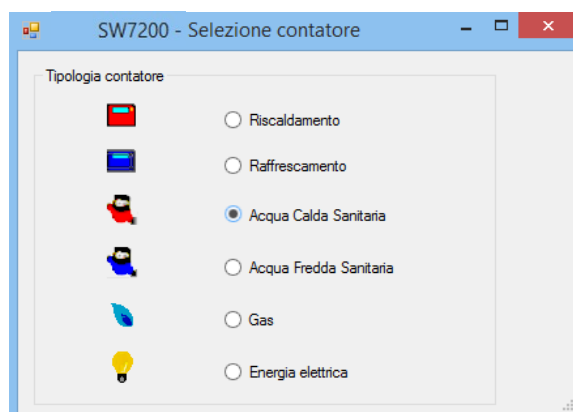 SW7200 - Selezione contatore
Tipologia contatore
Riscaldamento
Raffrescamento
Acqua Calda Sanitaria
Acqua Fredda Sanitaria
Gas
Energia elettrica